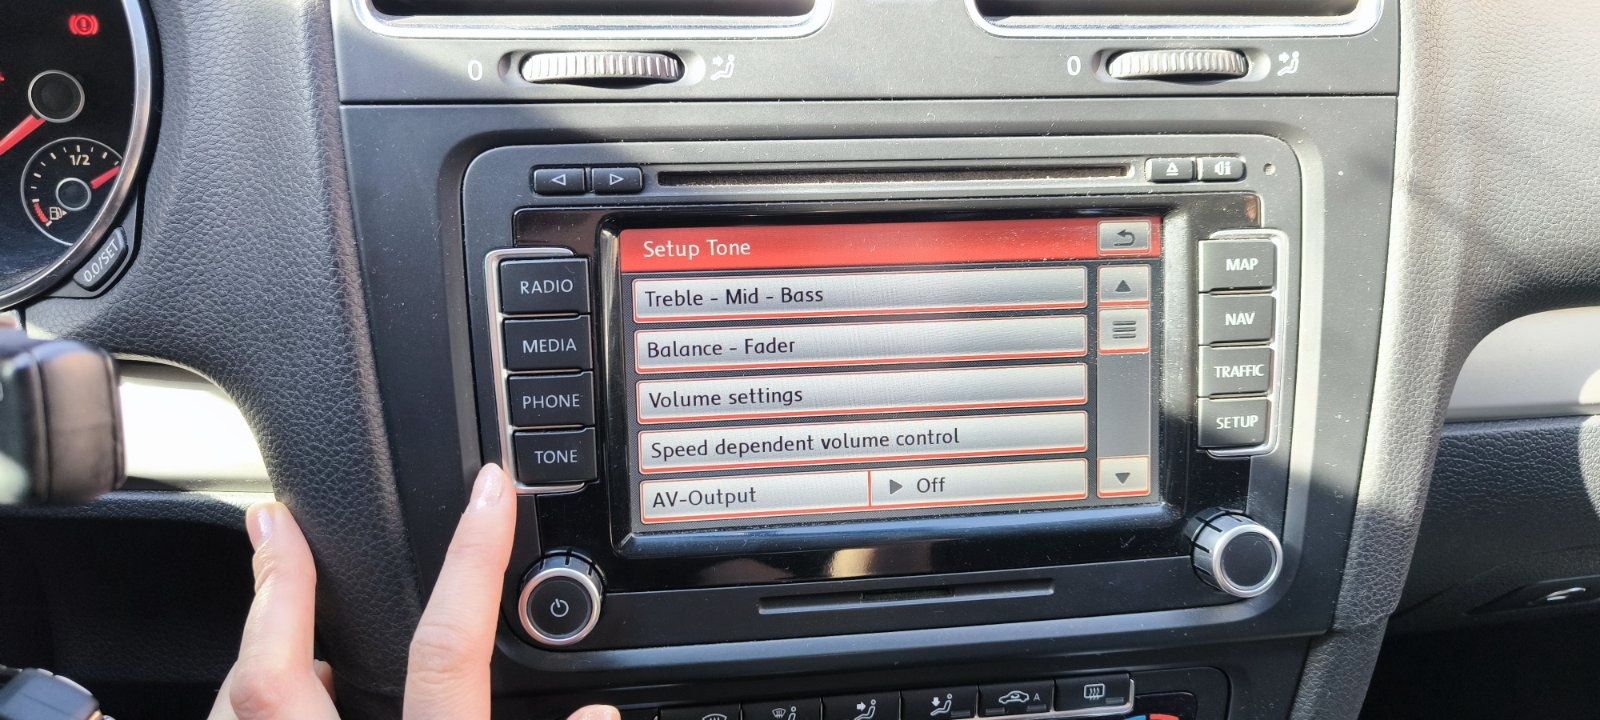 1/2
0.0/SET
0
0
RADIO
MEDIA
PHONE
TONE
Setup Tone
Treble - Mid - Bass
Balance - Fader
Volume settings
Speed dependent volume control
AV-Output
Off
MAP
NAV
TRAFFIC
SETUP
A